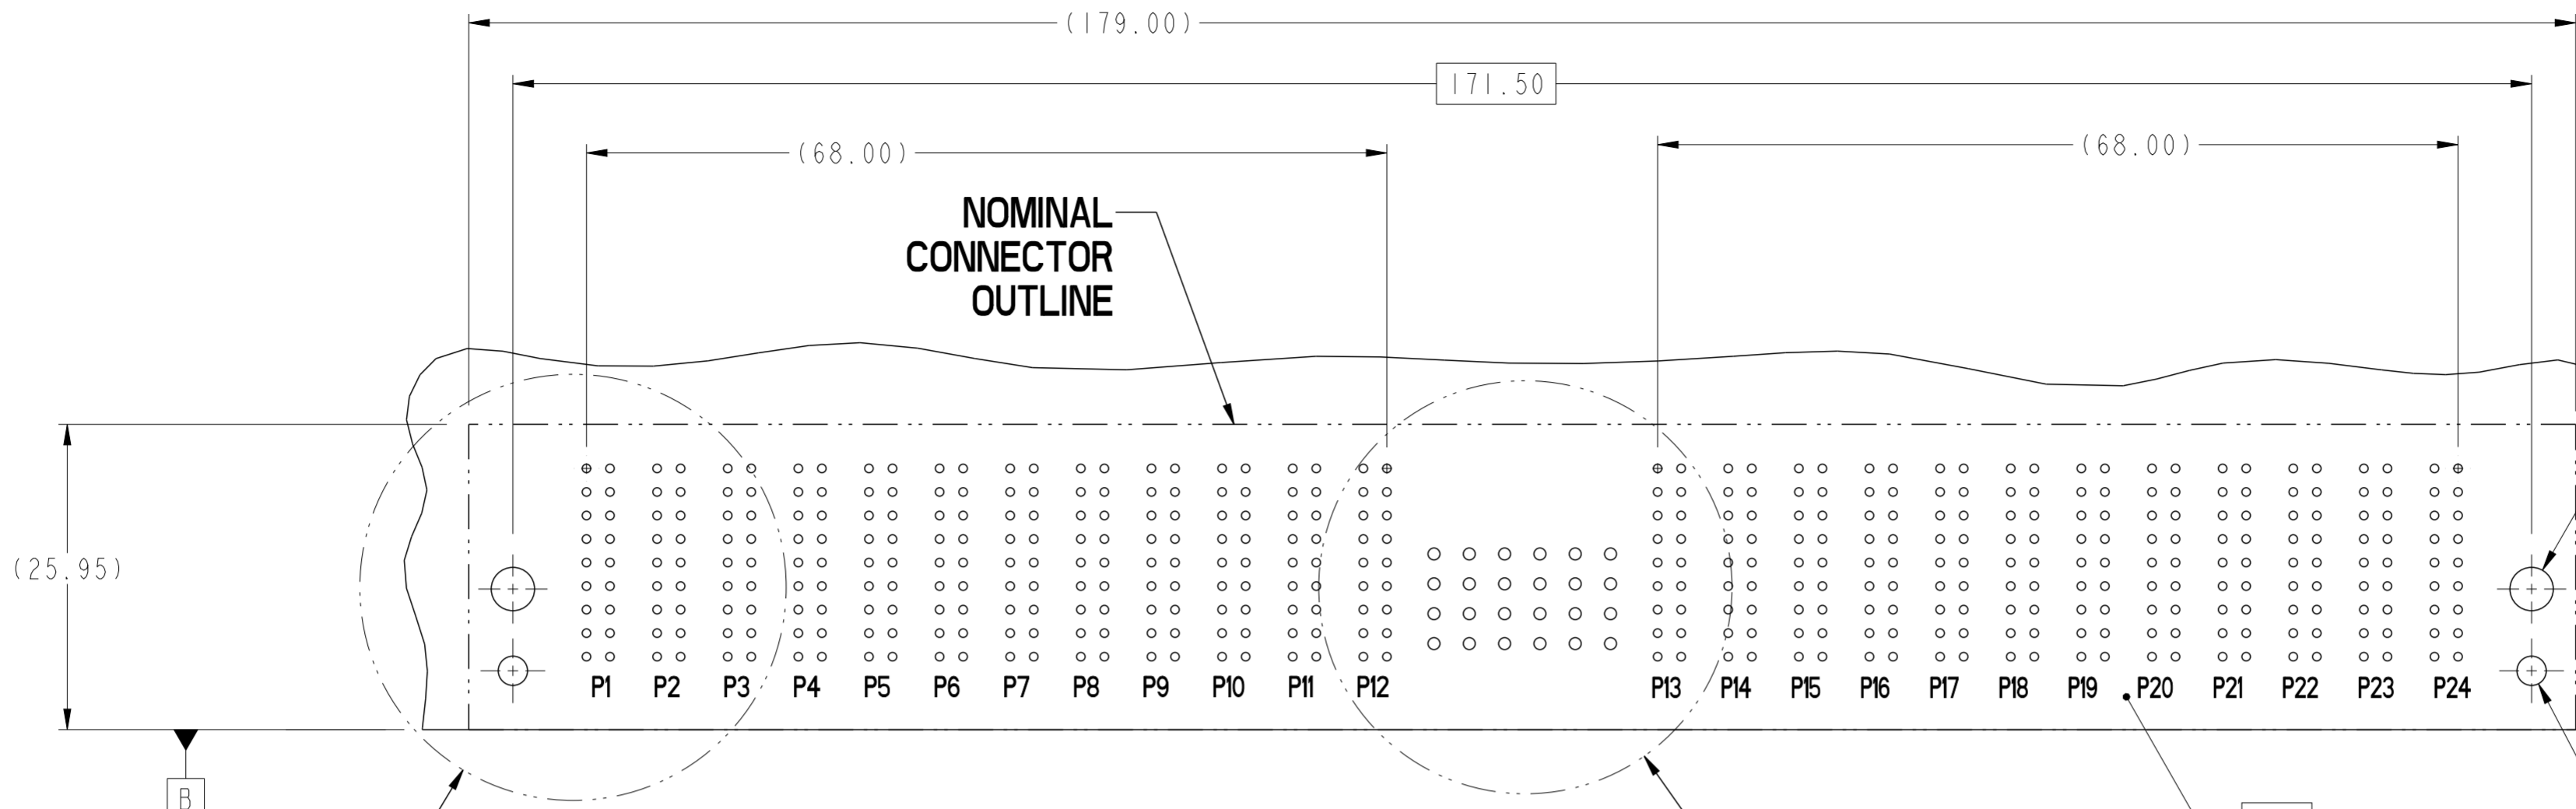 (179.00)
171.50
(68.00)
(68.00)
NOMINAL
CONNECTOR
OUTLINE
(25.95)
P1 P2 P3 P4 P5 P6 P7 P8 P9 P10 P11 P12 P13 P14 P15 P16 P17 P18 P19 P20 P21 P22 P23 P24
B